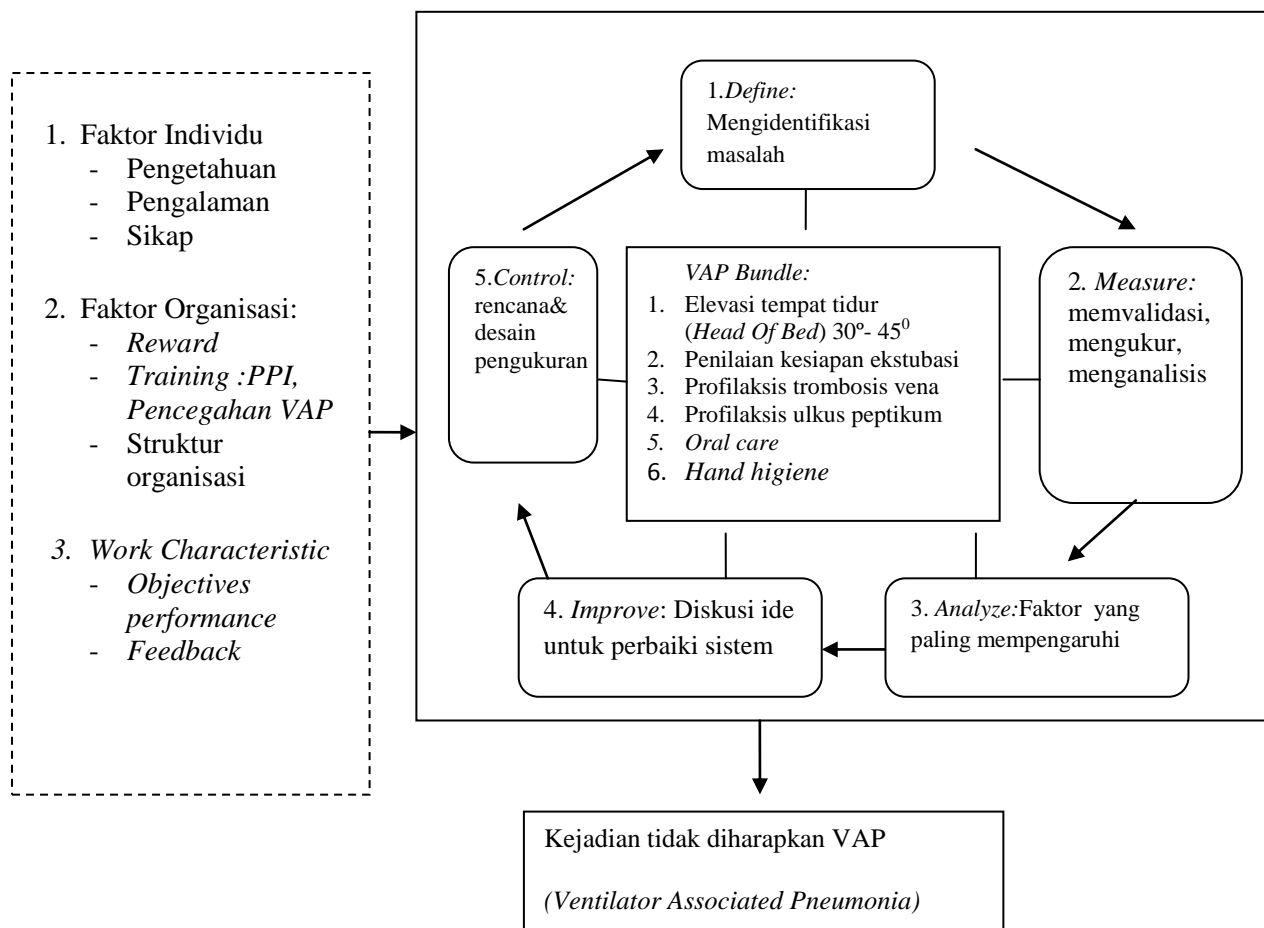 1. Faktor Individu
- Pengetahuan
- Pengalaman
- Sikap
2. Faktor Organisasi:
- Reward
- Training :PPI,
Pencegahan VAP
- Struktur
organisasi
3. Work Characteristic
- Objectives
performance
- Feedback
1.Define:
Mengidentifikasi
masalah
5.Control:
rencana&
desain
pengukuran
VAP Bundle:
1. Elevasi tempat tidur
(Head Of Bed) 30º- 45⁰
2. Penilaian kesiapan ekstubasi
3. Profilaksis trombosis vena
4. Profilaksis ulkus peptikum
5. Oral care
6. Hand higiene
2. Measure:
memvalidasi,
mengukur,
menganalisis
4. Improve: Diskusi ide
untuk perbaiki sistem
3. Analyze:Faktor yang
paling mempengaruhi
Kejadian tidak diharapkan VAP
(Ventilator Associated Pneumonia)